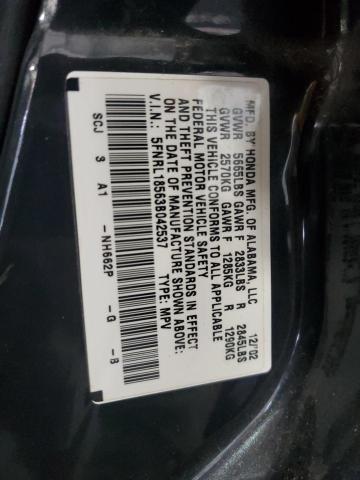 MFD. BY HONDA MFG. OF ALABAMA, LLC 12/'02
GVWR 5665LBS GAWR F 2833LBS R 2845LBS
GVWR 2570KG GAWR F 1285KG R 1290KG
THIS VEHICLE CONFORMS TO ALL APPLICABLE
FEDERAL MOTOR VEHICLE SAFETY
AND THEFT PREVENTION STANDARDS IN EFFECT
ON THE DATE OF MANUFACTURE SHOWN ABOVE:
V.I.N.: 5FNRL18553B042537 TYPE: MPV
SCJ 3 A1 -NH662P -G -B